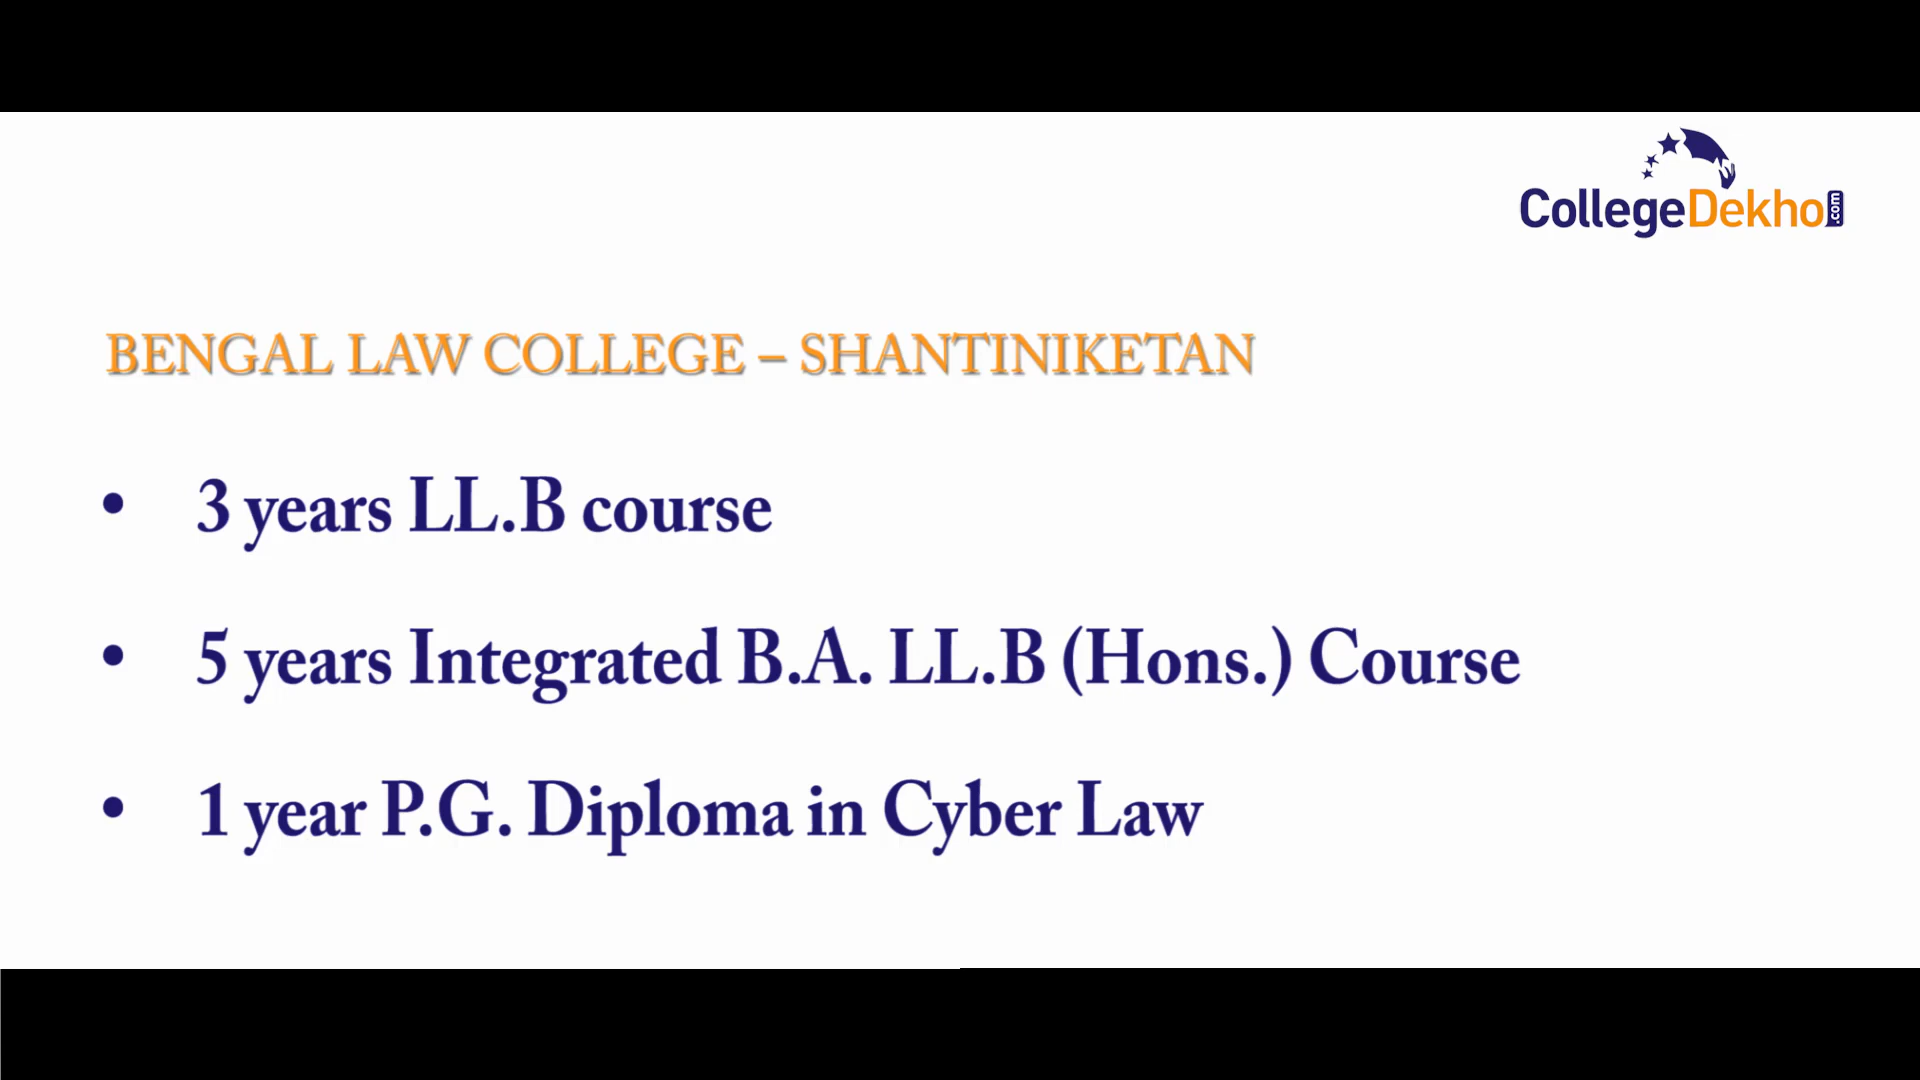 CollegeDekho.com
BENGAL LAW COLLEGE – SHANTINIKETAN
• 3 years LL.B course
• 5 years Integrated B.A. LL.B (Hons.) Course
• 1 year P.G. Diploma in Cyber Law